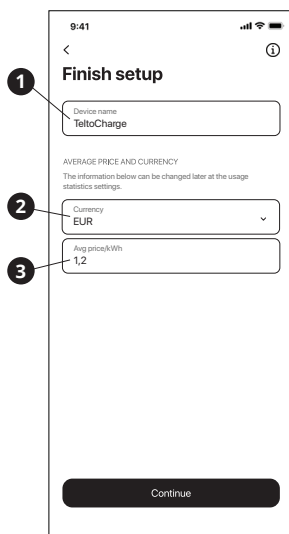 9:41
Finish setup
1
Device name
TeltoCharge
AVERAGE PRICE AND CURRENCY
The information below can be changed later at the usage
statistics settings.
2
Currency
EUR
Avg price/kWh
3
1,2
Continue